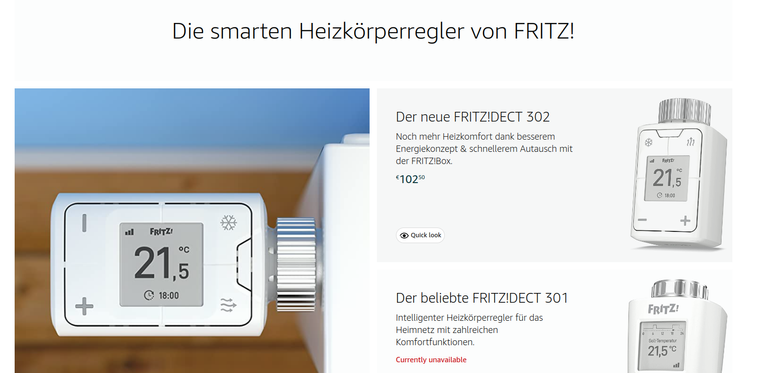 Die smarten Heizkörperregler von FRITZ!
FRITZ!
21,5 °C
18:00
Der neue FRITZ!DECT 302
Noch mehr Heizkomfort dank besserem
Energiekonzept & schnellerem Autausch mit
der FRITZ!Box.
€10250
Quick look
21,5 °C
18:00
Der beliebte FRITZ!DECT 301
Intelligenter Heizkörperregler für das
Heimnetz mit zahlreichen
Komfortfunktionen.
Currently unavailable
FRITZ!
21,5 °C